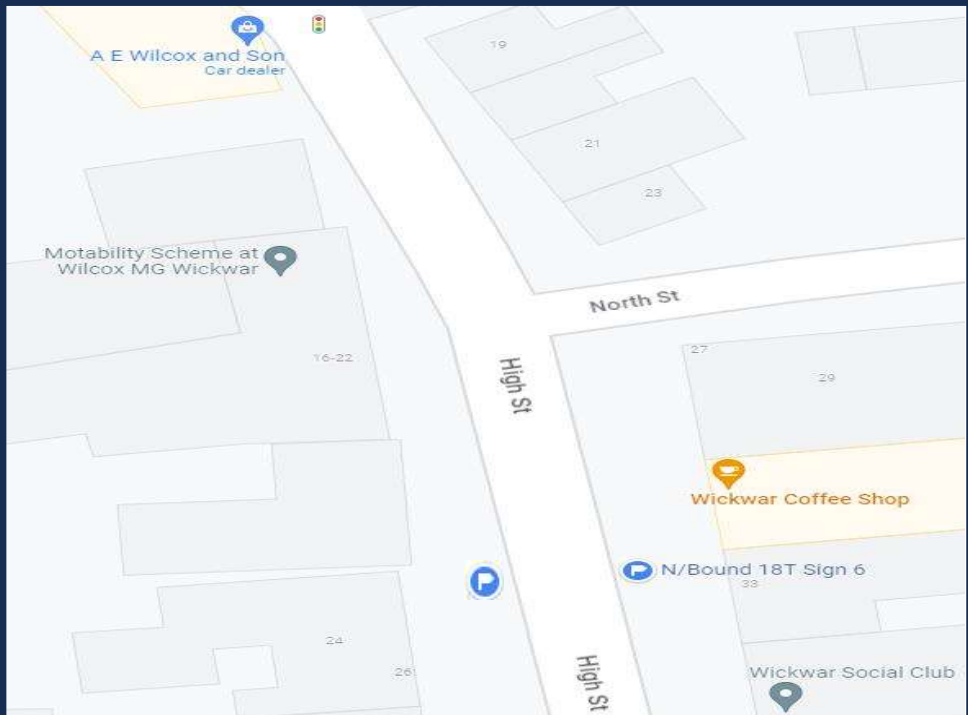 A E Wilcox and Son
Car dealer
19
21
23
Motability Scheme at
Wilcox MG Wickwar
North St
16-22
High St
27
29
Wickwar Coffee Shop
P
N/Bound 18T Sign 6
33
24
26
High St
Wickwar Social Club